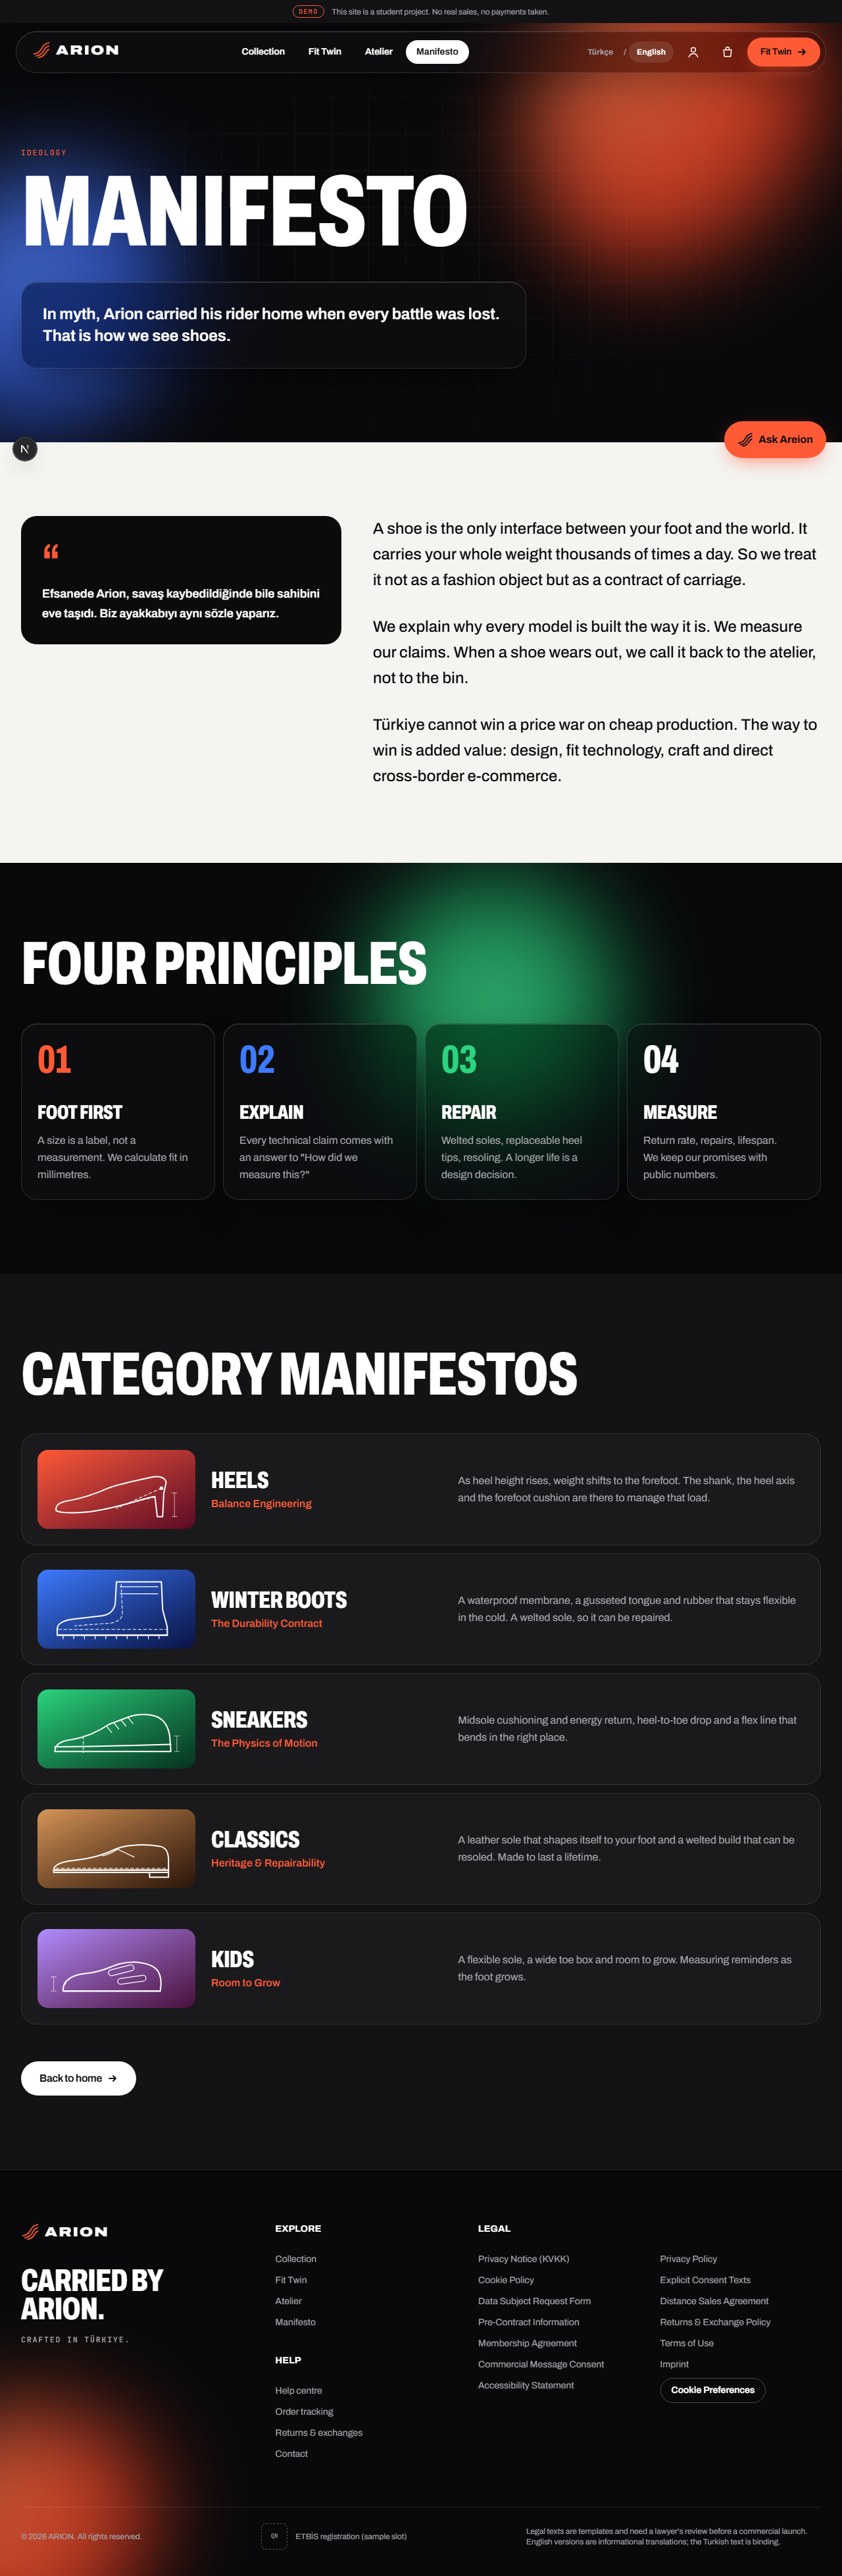 DEMO This site is a student project. No real sales, no payments taken.
ARION Collection Fit Twin Atelier Manifesto Türkçe / English Fit Twin →
IDEOLOGY
MANIFESTO
In myth, Arion carried his rider home when every battle was lost.
That is how we see shoes.
Ask Areion
N
“
Efsanede Arion, savaş kaybedildiğinde bile sahibini
eve taşıdı. Biz ayakkabıyı aynı sözle yaparız.
A shoe is the only interface between your foot and the world. It
carries your whole weight thousands of times a day. So we treat
it not as a fashion object but as a contract of carriage.
We explain why every model is built the way it is. We measure
our claims. When a shoe wears out, we call it back to the atelier,
not to the bin.
Türkiye cannot win a price war on cheap production. The way to
win is added value: design, fit technology, craft and direct
cross-border e-commerce.
FOUR PRINCIPLES
01
FOOT FIRST
A size is a label, not a
measurement. We calculate fit in
millimetres.
02
EXPLAIN
Every technical claim comes with
an answer to "How did we
measure this?"
03
REPAIR
Welted soles, replaceable heel
tips, resoling. A longer life is a
design decision.
04
MEASURE
Return rate, repairs, lifespan.
We keep our promises with
public numbers.
CATEGORY MANIFESTOS
HEELS
Balance Engineering
As heel height rises, weight shifts to the forefoot. The shank, the heel axis
and the forefoot cushion are there to manage that load.
WINTER BOOTS
The Durability Contract
A waterproof membrane, a gusseted tongue and rubber that stays flexible
in the cold. A welted sole, so it can be repaired.
SNEAKERS
The Physics of Motion
Midsole cushioning and energy return, heel-to-toe drop and a flex line that
bends in the right place.
CLASSICS
Heritage & Repairability
A leather sole that shapes itself to your foot and a welted build that can be
resoled. Made to last a lifetime.
KIDS
Room to Grow
A flexible sole, a wide toe box and room to grow. Measuring reminders as
the foot grows.
Back to home →
ARION
CARRIED BY
ARION.
CRAFTED IN TÜRKIYE.
EXPLORE
Collection
Fit Twin
Atelier
Manifesto
HELP
Help centre
Order tracking
Returns & exchanges
Contact
LEGAL
Privacy Notice (KVKK)
Cookie Policy
Data Subject Request Form
Pre-Contract Information
Membership Agreement
Commercial Message Consent
Accessibility Statement
Privacy Policy
Explicit Consent Texts
Distance Sales Agreement
Returns & Exchange Policy
Terms of Use
Imprint
Cookie Preferences
© 2026 ARION. All rights reserved.
QR
ETBİS registration (sample slot)
Legal texts are templates and need a lawyer's review before a commercial launch.
English versions are informational translations; the Turkish text is binding.